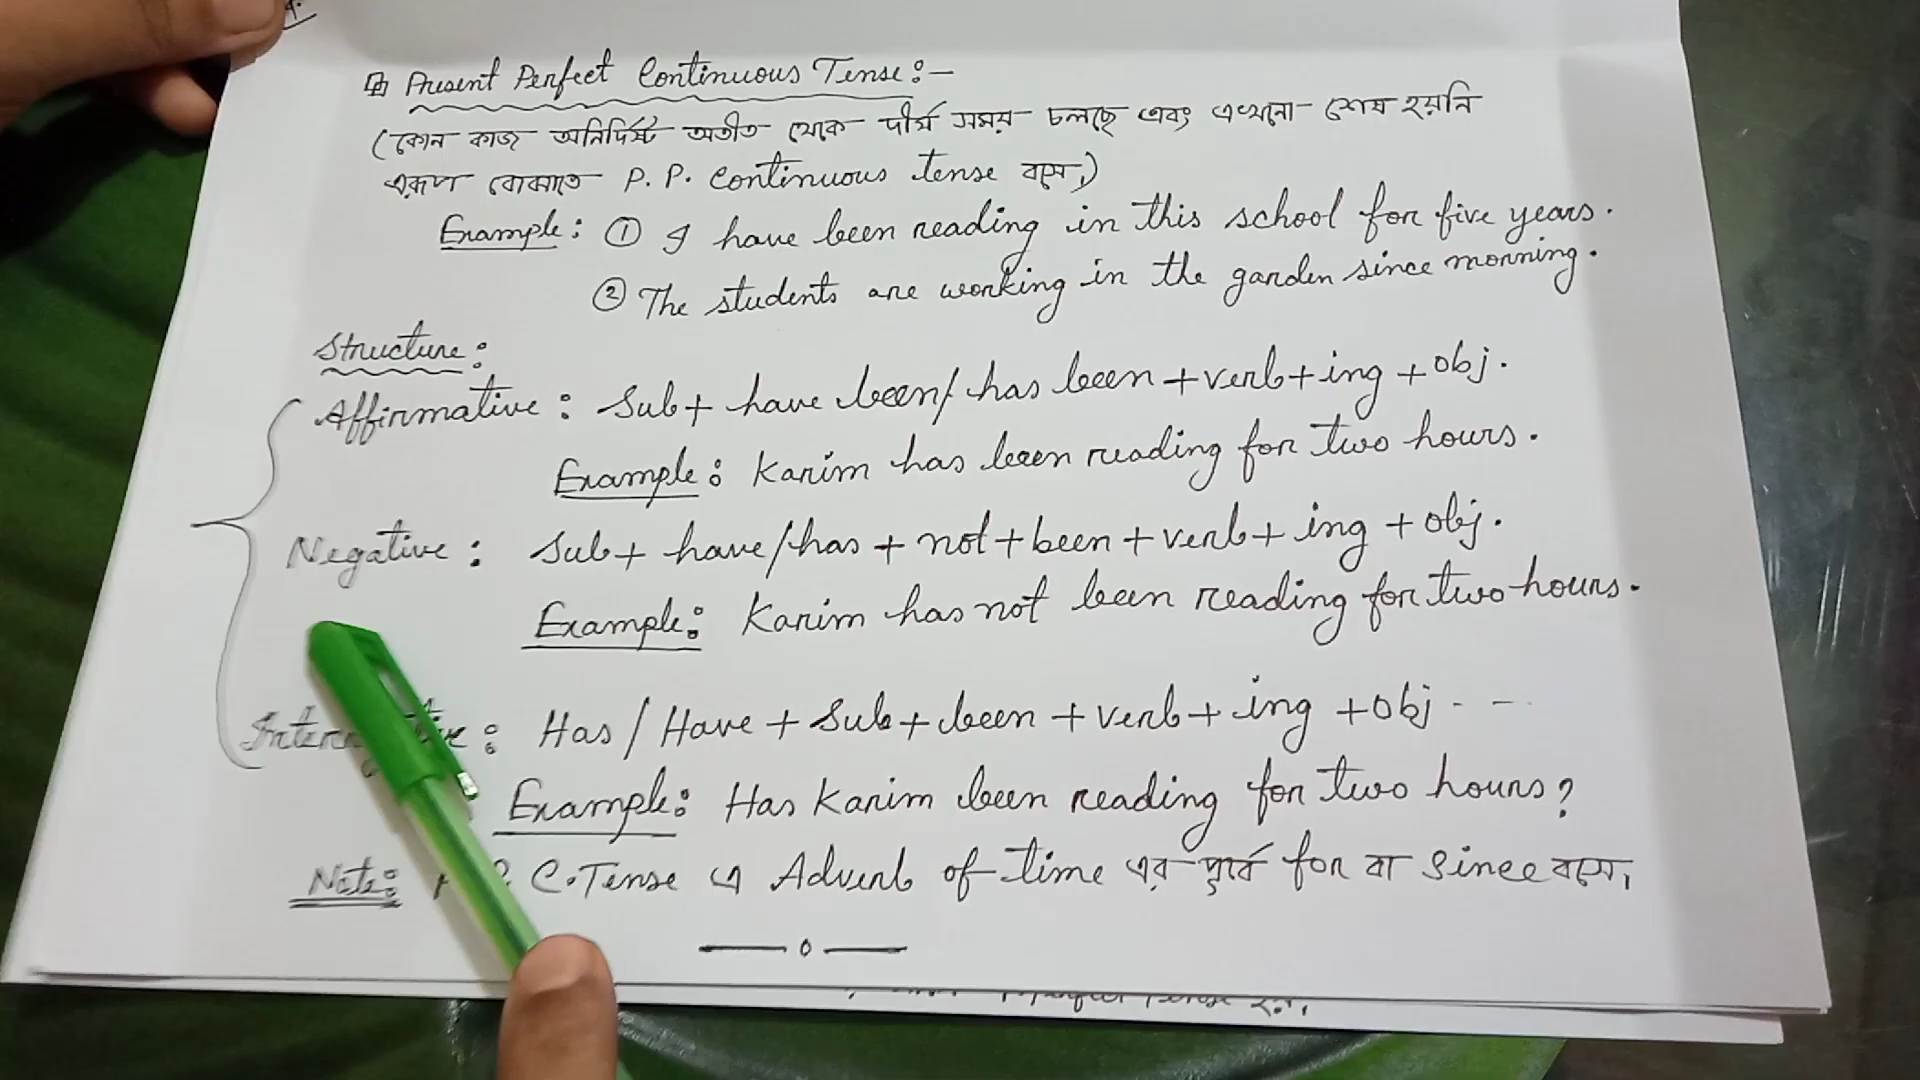 Present Perfect Continuous Tense:-
(কোন কাজ অনির্দিষ্ট অতীত থেকে দীর্ঘ সময় চলছে এবং এখনো শেষ হয়নি
এরূপ বোঝাতে P. P. Continuous tense বসে।)
Example: ① I have been reading in this school for five years.
② The students are working in the garden since morning.
Structure:
Affirmative: Sub + have been/ has been + verb + ing + obj.
Example: Karim has been reading for two hours.
Negative: Sub + have/has + not + been + verb + ing + obj.
Example: Karim has not been reading for two hours.
Has / Have + Sub + been + verb + ing + obj - -
Example: Has Karim been reading for two hours?
Note: C. Tense এ Adverb of time এর পূর্বে for বা since বসে।